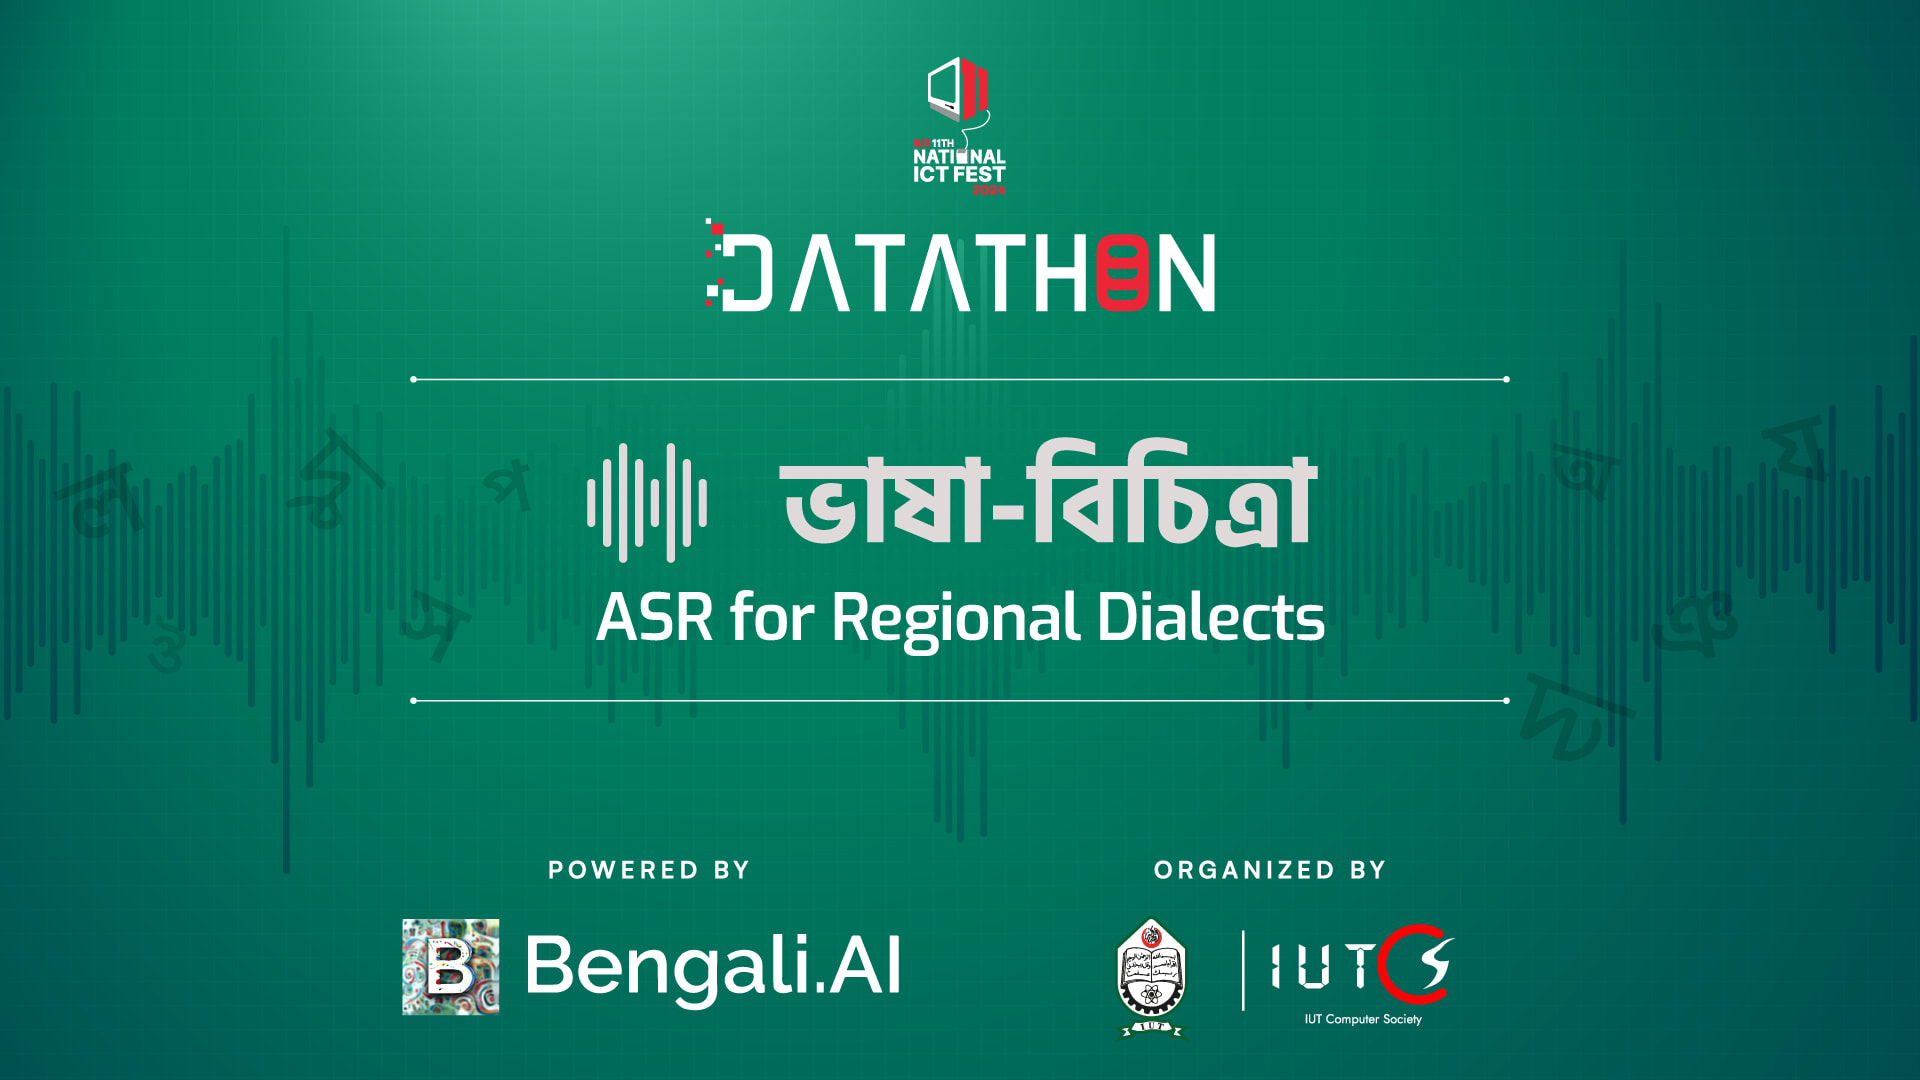 IUT 11TH
NATIONAL
ICT FEST
2024
DATATHON
ভাষা-বিচিত্রা
ASR for Regional Dialects
ল
ঔ
স
প
অ
য
ঞ
POWERED BY
ORGANIZED BY
B Bengali.AI
IUT
IUTCS
IUT Computer Society